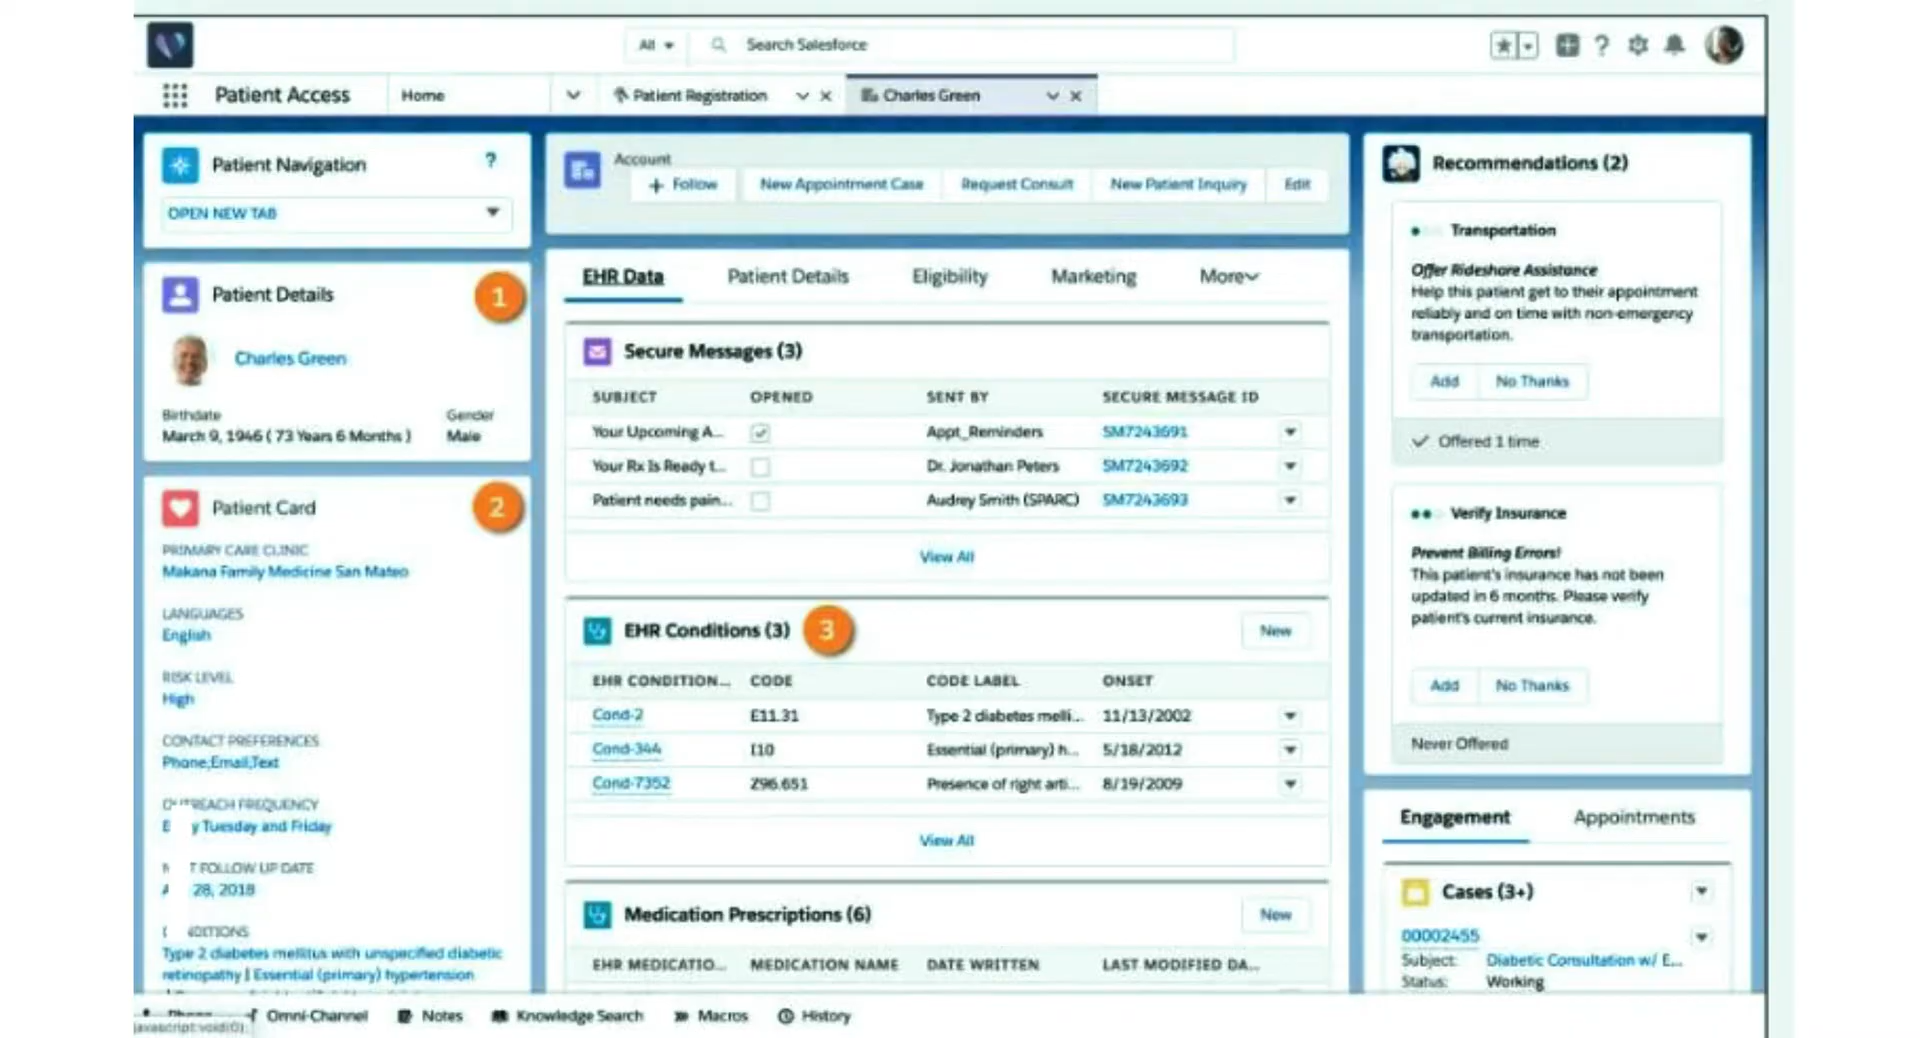 All
Search Salesforce
Patient Access
Home
Patient Registration
Charles Green
Patient Navigation
?
OPEN NEW TAB
Patient Details
1
Charles Green
Birthdate
Gender
March 9, 1946 ( 73 Years 6 Months )
Male
Patient Card
2
PRIMARY CARE CLINIC
Makana Family Medicine San Mateo
LANGUAGES
English
RISK LEVEL
High
CONTACT PREFERENCES
Phone;Email;Text
FREQUENCY
Tuesday and Friday
FOLLOW UP DATE
28, 2018
Type 2 diabetes mellitus with unspecified diabetic
retinopathy | Essential (primary) hypertension
Account
+ Follow
New Appointment Case
Request Consult
New Patient Inquiry
Edit
EHR Data
Patient Details
Eligibility
Marketing
More
Secure Messages (3)
SUBJECT OPENED SENT BY SECURE MESSAGE ID
Your Upcoming A... Appt_Reminders SM7243691
Your Rx Is Ready t... Dr. Jonathan Peters SM7243692
Patient needs pain... Audrey Smith (SPARC) SM7243693
View All
EHR Conditions (3)
3
New
EHR CONDITION... CODE CODE LABEL ONSET
Cond-2 E11.31 Type 2 diabetes melli... 11/13/2002
Cond-344 I10 Essential (primary) h... 5/18/2012
Cond-7352 Z96.651 Presence of right arti... 8/19/2009
View All
Medication Prescriptions (6)
New
EHR MEDICATIO... MEDICATION NAME DATE WRITTEN LAST MODIFIED DA...
Recommendations (2)
Transportation
Offer Rideshare Assistance
Help this patient get to their appointment
reliably and on time with non-emergency
transportation.
Add
No Thanks
Offered 1 time
Verify Insurance
Prevent Billing Errors!
This patient's insurance has not been
updated in 6 months. Please verify
patient's current insurance.
Add
No Thanks
Never Offered
Engagement
Appointments
Cases (3+)
00002455
Subject: Diabetic Consultation w/ E...
Status: Working
Phone
Omni-Channel
Notes
Knowledge Search
Macros
History
javascript:void(0);